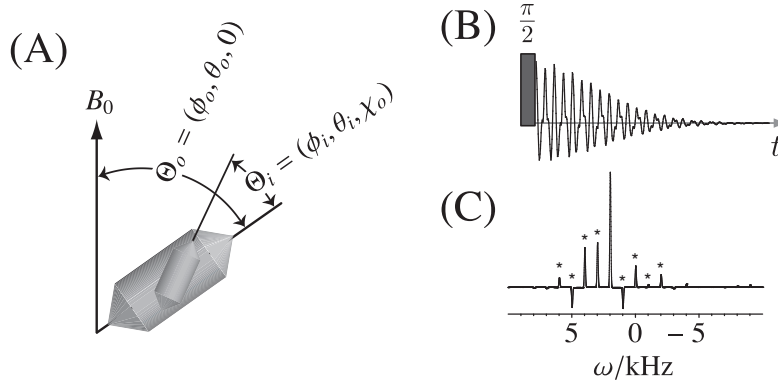 (A)
B₀
Θₒ = (ϕₒ, θₒ, 0)
Θᵢ = (ϕᵢ, θᵢ, χₒ)
(B)
π/2
t
(C)
* * * * * * * *
5 0 −5
ω/kHz